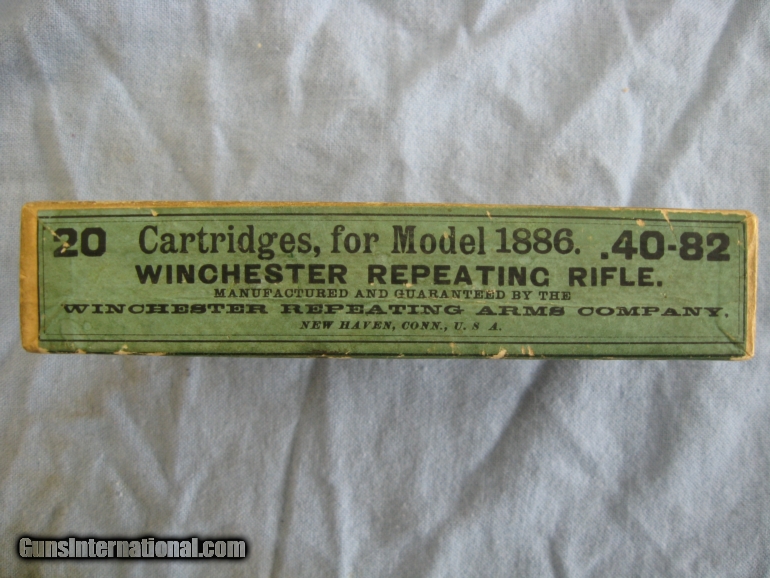 20 Cartridges, for Model 1886. .40-82
WINCHESTER REPEATING RIFLE.
MANUFACTURED AND GUARANTEED BY THE
WINCHESTER REPEATING ARMS COMPANY.
NEW HAVEN, CONN., U. S A.
GunsInternational.com